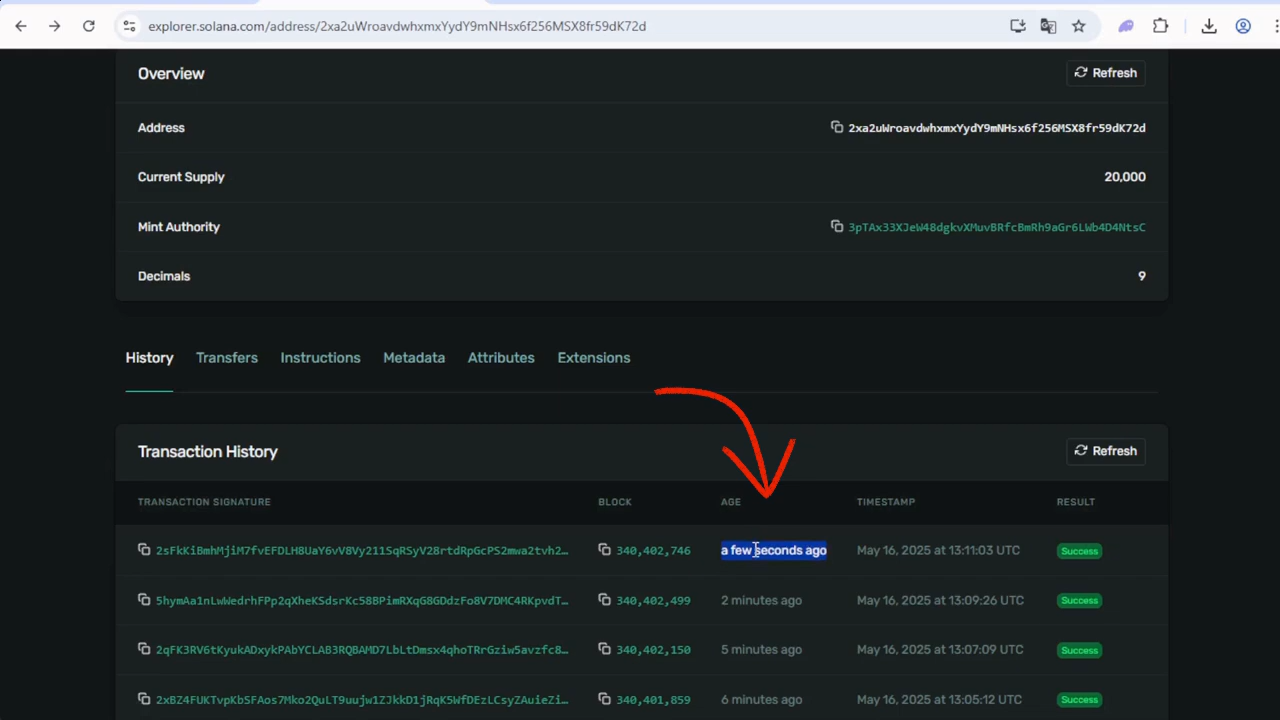 explorer.solana.com/address/2xa2uWroavdwhxmxYydY9mNHsx6f256MSX8fr59dK72d
Overview
Refresh
Address
2xa2uWroavdwhxmxYydY9mNHsx6f256MSX8fr59dK72d
Current Supply
20,000
Mint Authority
3pTAx33XJeW48dgkvXMuvBRfcBmRh9aGr6LWb4D4NtsC
Decimals
9
History Transfers Instructions Metadata Attributes Extensions
Transaction History
Refresh
TRANSACTION SIGNATURE BLOCK AGE TIMESTAMP RESULT
2sFkKiBmhMjiM7fvEFDLH8UaY6vV8Vy211SqRSyV28rtdRpGcPS2mwa2tvh2… 340,402,746 a few seconds ago May 16, 2025 at 13:11:03 UTC Success
5hymAa1nLwWedrhFPp2qXheKSdsrKc58BPimRXqG8GDdzFo8V7DMC4RKpvdT… 340,402,499 2 minutes ago May 16, 2025 at 13:09:26 UTC Success
2qFK3RV6tKyukADxykPAbYCLAB3RQBAMD7LbLtDmsx4qhoTRrGziw5avzfc8… 340,402,150 5 minutes ago May 16, 2025 at 13:07:09 UTC Success
2xBZ4FUKTvpKbSFAos7Mko2QuLT9uujw1ZJkkD1jRqK5WfDEzLCsyZAuieZi… 340,401,859 6 minutes ago May 16, 2025 at 13:05:12 UTC Success